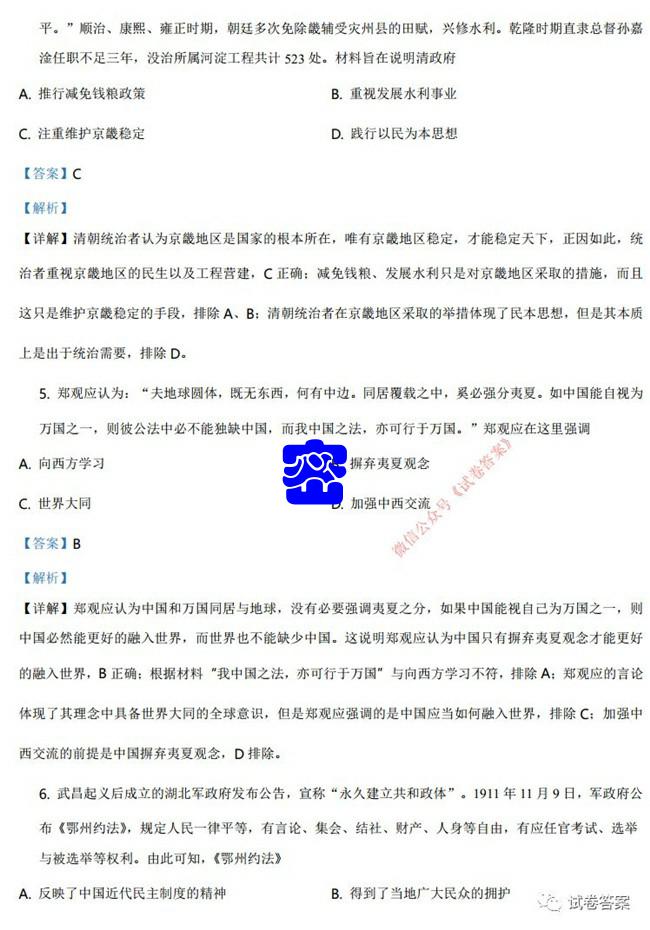 平。”顺治、康熙、雍正时期，朝廷多次免除畿辅受灾州县的田赋，兴修水利。乾隆时期直隶总督孙嘉
淦任职不足三年，没治所属河淀工程共计 523 处。材料旨在说明清政府
A. 推行减免钱粮政策 B. 重视发展水利事业
C. 注重维护京畿稳定 D. 践行以民为本思想
【答案】C
【解析】
【详解】清朝统治者认为京畿地区是国家的根本所在，唯有京畿地区稳定，才能稳定天下，正因如此，统
治者重视京畿地区的民生以及工程营建，C 正确；减免钱粮、发展水利只是对京畿地区采取的措施，而且
这只是维护京畿稳定的手段，排除 A、B；清朝统治者在京畿地区采取的举措体现了民本思想，但是其本质
上是出于统治需要，排除 D。
5. 郑观应认为：“夫地球圆体，既无东西，何有中边。同居覆载之中，奚必强分夷夏。如中国能自视为
万国之一，则彼公法中必不能独缺中国，而我中国之法，亦可行于万国。”郑观应在这里强调
A. 向西方学习 摒弃夷夏观念
C. 世界大同 D. 加强中西交流
微信公众号《试卷答案》
【答案】B
【解析】
【详解】郑观应认为中国和万国同居与地球，没有必要强调夷夏之分，如果中国能视自己为万国之一，则
中国必然能更好的融入世界，而世界也不能缺少中国。这说明郑观应认为中国只有摒弃夷夏观念才能更好
的融入世界，B 正确；根据材料“我中国之法，亦可行于万国”与向西方学习不符，排除 A；郑观应的言论
体现了其理念中具备世界大同的全球意识，但是郑观应强调的是中国应当如何融入世界，排除 C；加强中
西交流的前提是中国摒弃夷夏观念，D 排除。
6. 武昌起义后成立的湖北军政府发布公告，宣称“永久建立共和政体”。1911 年 11 月 9 日，军政府公
布《鄂州约法》，规定人民一律平等，有言论、集会、结社、财产、人身等自由，有应任官考试、选举
与被选举等权利。由此可知，《鄂州约法》
A. 反映了中国近代民主制度的精神 B. 得到了当地广大民众的拥护
试卷答案